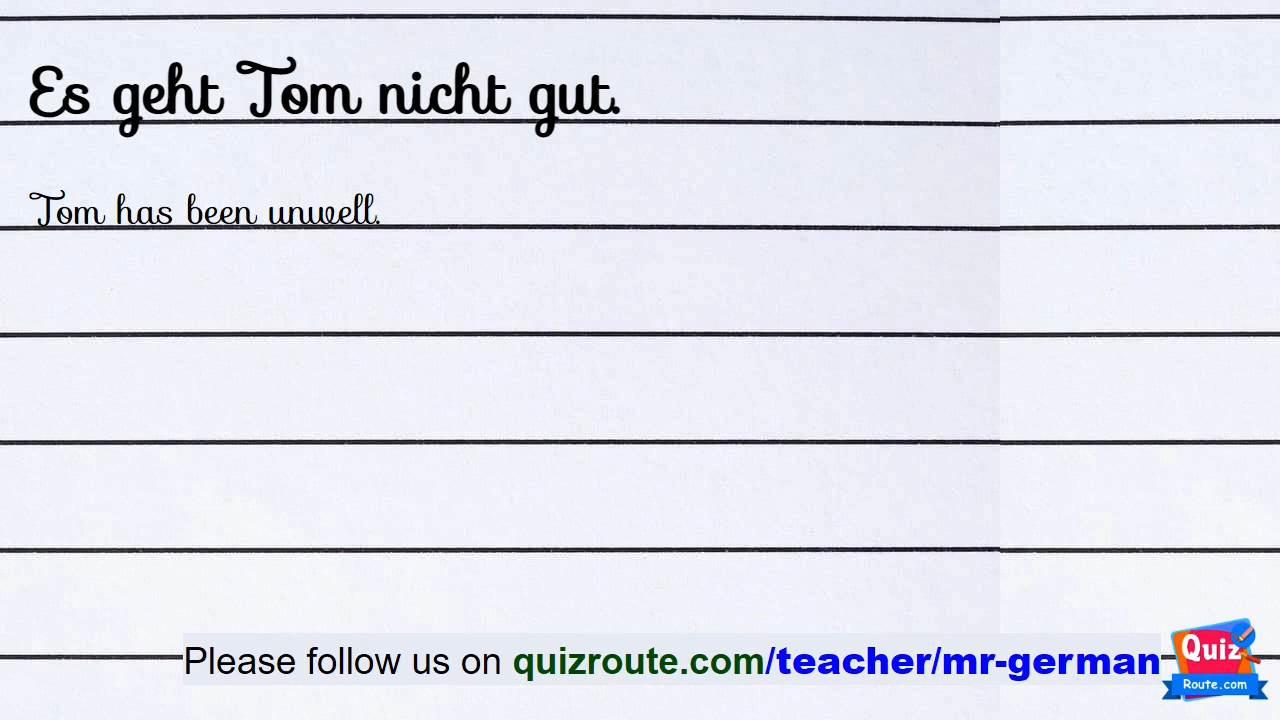 Es geht Tom nicht gut.
Tom has been unwell.
Please follow us on quizroute.com/teacher/mr-german
Quiz
Route.com